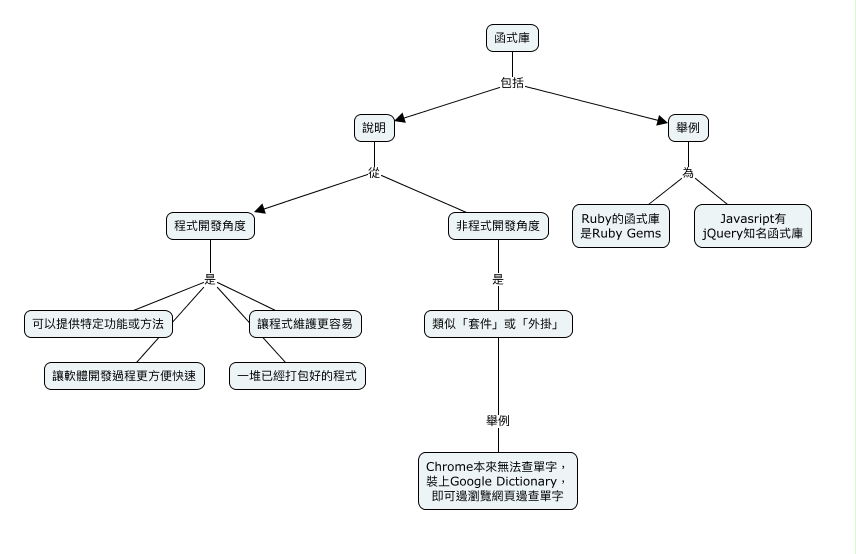 函式庫
包括
說明
舉例
從
為
程式開發角度
非程式開發角度
Ruby的函式庫
是Ruby Gems
Javasript有
jQuery知名函式庫
是
是
可以提供特定功能或方法
讓程式維護更容易
類似「套件」或「外掛」
讓軟體開發過程更方便快速
一堆已經打包好的程式
舉例
Chrome本來無法查單字，
裝上Google Dictionary，
即可邊瀏覽網頁邊查單字